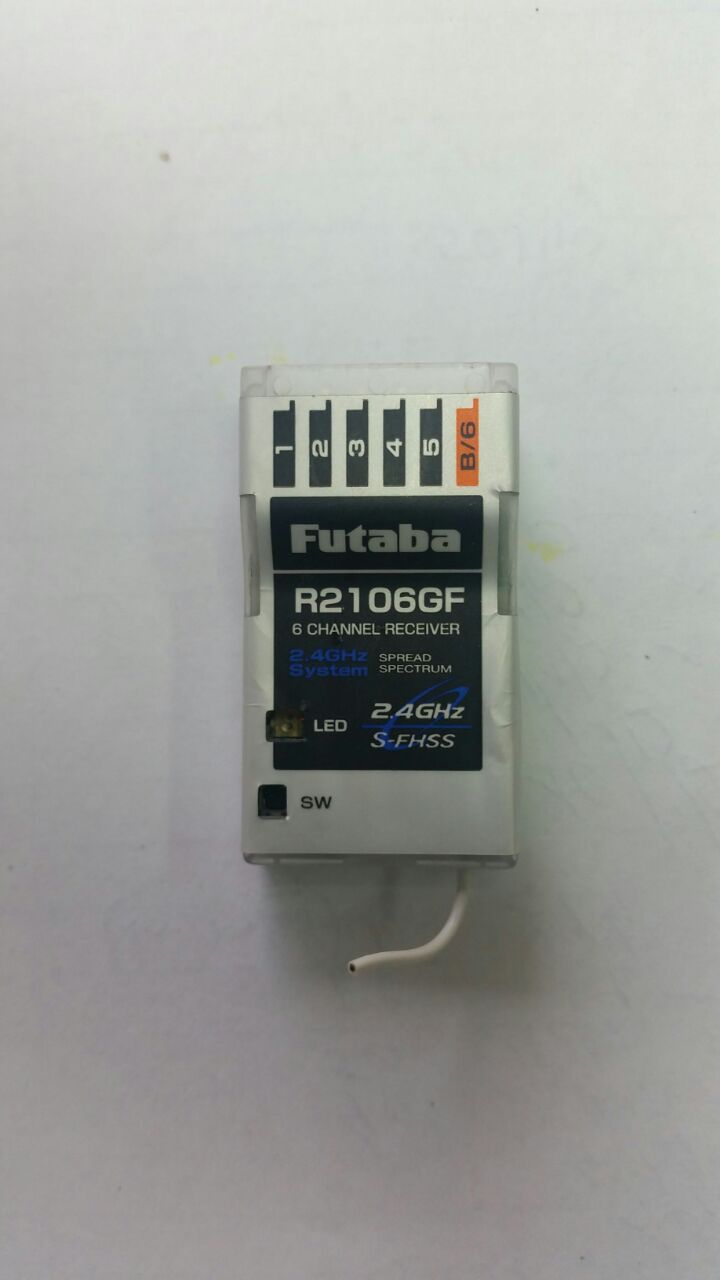 1 2 3 4 5 B/6
Futaba
R2106GF
6 CHANNEL RECEIVER
2.4GHz System SPREAD SPECTRUM
LED
2.4GHz
S-FHSS
SW